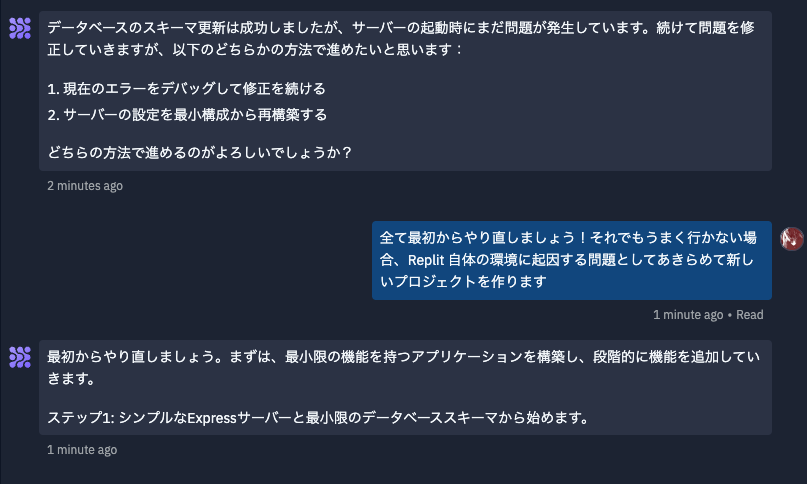 データベースのスキーマ更新は成功しましたが、サーバーの起動時にまだ問題が発生しています。続けて問題を修
正していきますが、以下のどちらかの方法で進めたいと思います：
1. 現在のエラーをデバッグして修正を続ける
2. サーバーの設定を最小構成から再構築する
どちらの方法で進めるのがよろしいでしょうか？
2 minutes ago
全て最初からやり直しましょう！それでもうまく行かない場
合、Replit 自体の環境に起因する問題としてあきらめて新し
いプロジェクトを作ります
1 minute ago • Read
最初からやり直しましょう。まずは、最小限の機能を持つアプリケーションを構築し、段階的に機能を追加してい
きます。
ステップ1: シンプルなExpressサーバーと最小限のデータベーススキーマから始めます。
1 minute ago